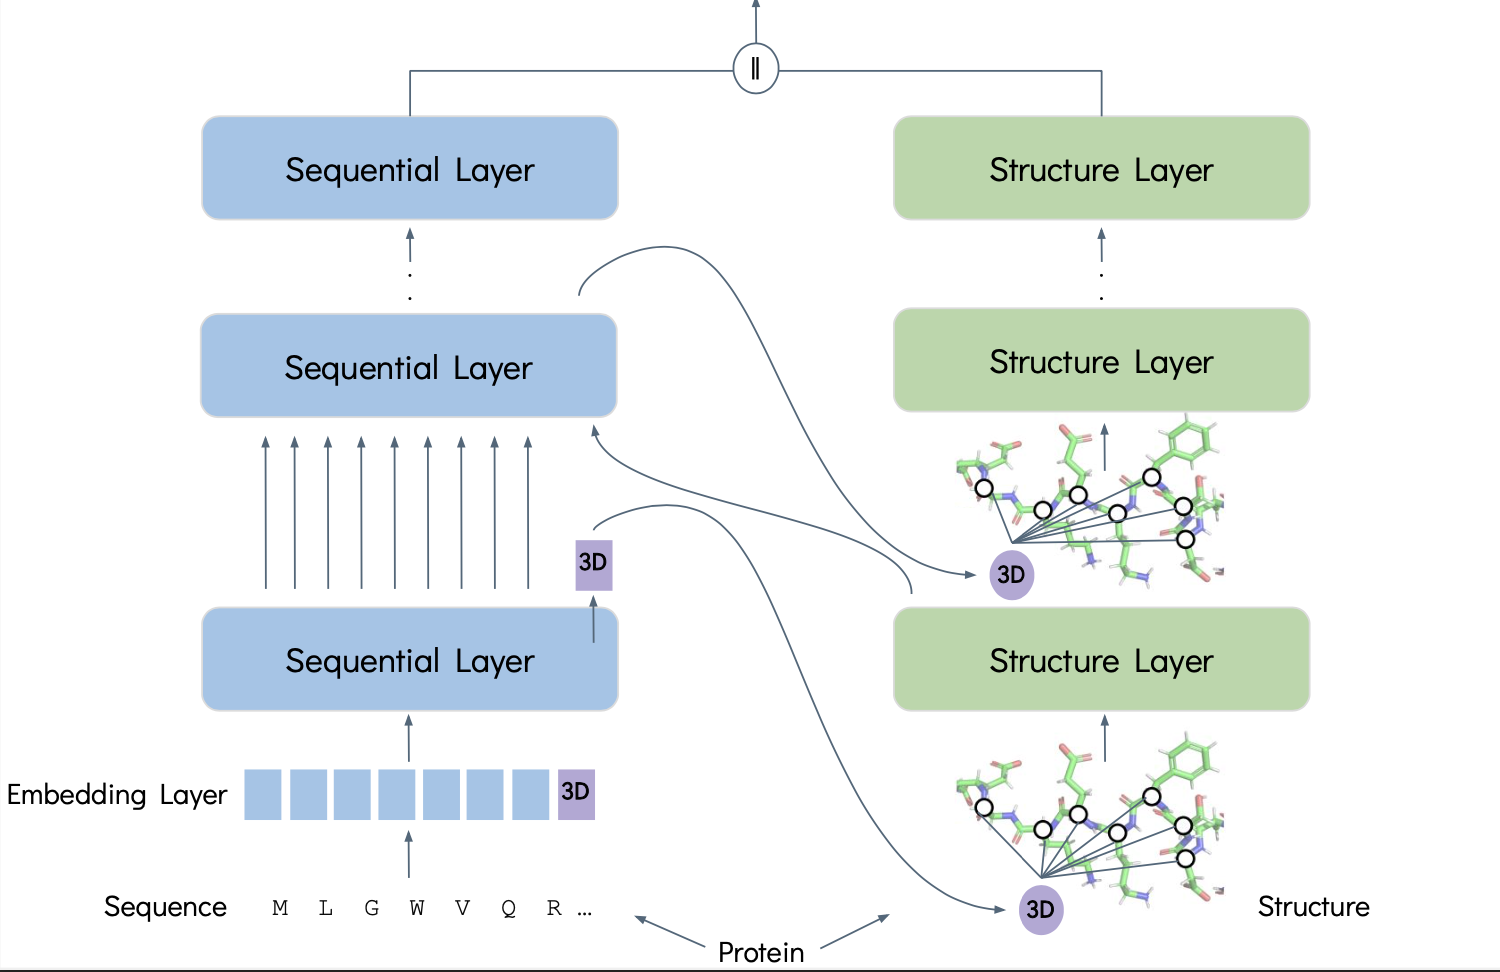 ||
Sequential Layer
Structure Layer
Sequential Layer
Structure Layer
3D
3D
Sequential Layer
Structure Layer
Embedding Layer
3D
Sequence
M L G W V Q R ...
3D
Structure
Protein